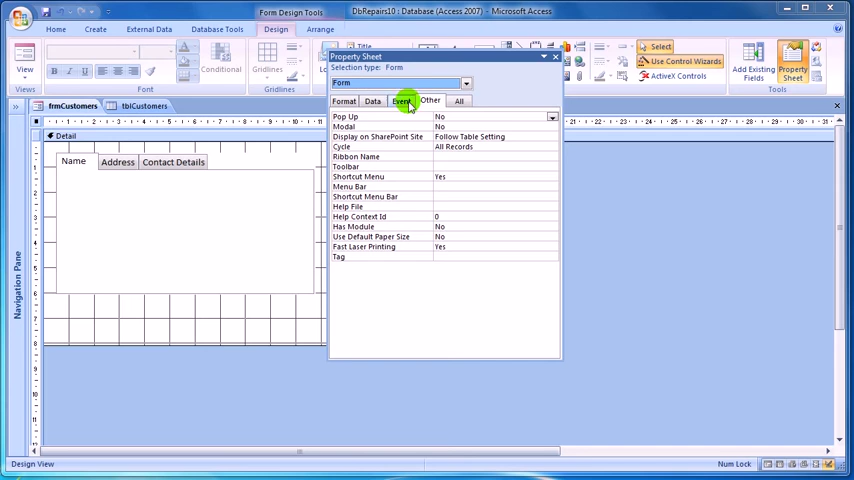 Form Design Tools
DbRepairs10 : Database (Access 2007) - Microsoft Access
Home
Create
External Data
Database Tools
Design
Arrange
View
Views
B I U
Font
Conditional
Gridlines
Title
Property Sheet
Selection type: Form
Form
Format
Data
Event
Other
All
Select
Use Control Wizards
ActiveX Controls
Add Existing
Fields
Property
Sheet
Tools
frmCustomers
tblCustomers
Detail
Name
Address
Contact Details
Pop Up No
Modal No
Display on SharePoint Site Follow Table Setting
Cycle All Records
Ribbon Name
Toolbar
Shortcut Menu Yes
Menu Bar
Shortcut Menu Bar
Help File
Help Context Id 0
Has Module No
Use Default Paper Size No
Fast Laser Printing Yes
Tag
Navigation Pane
Design View
Num Lock